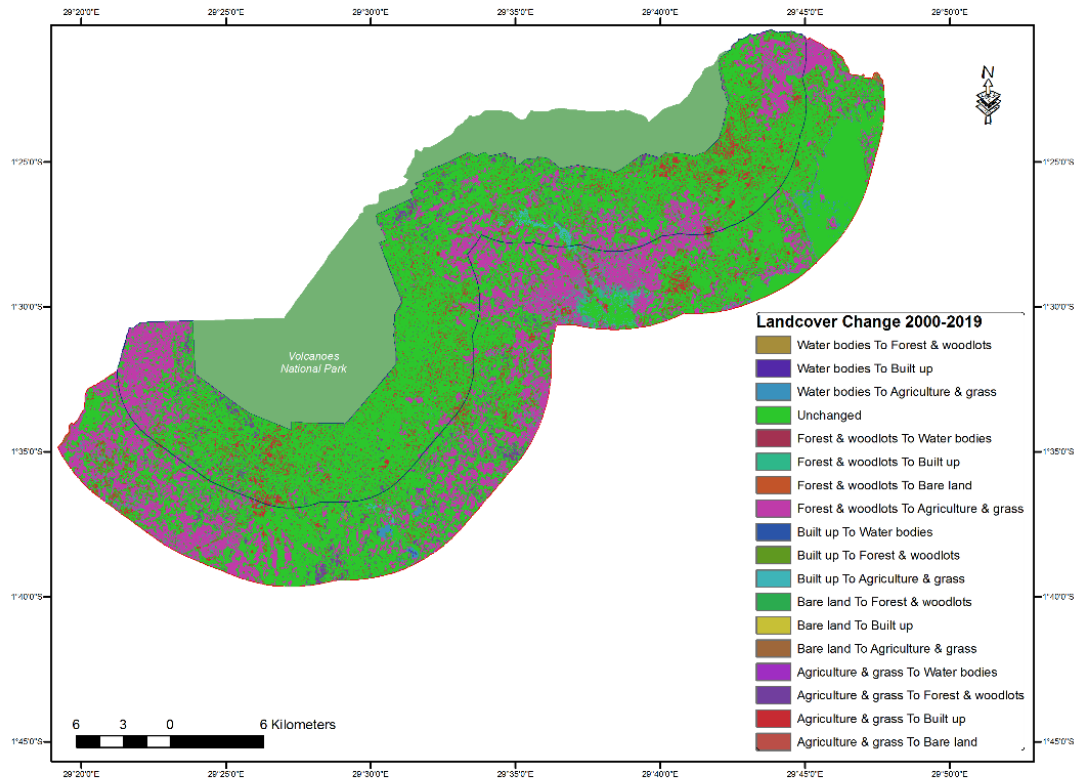 29°20'0"E 29°25'0"E 29°30'0"E 29°35'0"E 29°40'0"E 29°45'0"E 29°50'0"E
N
1°25'0"S 1°25'0"S
1°30'0"S 1°30'0"S
Volcanoes
National Park
1°35'0"S 1°35'0"S
1°40'0"S 1°40'0"S
1°45'0"S 1°45'0"S
Landcover Change 2000-2019
Water bodies To Forest & woodlots
Water bodies To Built up
Water bodies To Agriculture & grass
Unchanged
Forest & woodlots To Water bodies
Forest & woodlots To Built up
Forest & woodlots To Bare land
Forest & woodlots To Agriculture & grass
Built up To Water bodies
Built up To Forest & woodlots
Built up To Agriculture & grass
Bare land To Forest & woodlots
Bare land To Built up
Bare land To Agriculture & grass
Agriculture & grass To Water bodies
Agriculture & grass To Forest & woodlots
Agriculture & grass To Built up
Agriculture & grass To Bare land
6 3 0 6 Kilometers
29°20'0"E 29°25'0"E 29°30'0"E 29°35'0"E 29°40'0"E 29°45'0"E 29°50'0"E